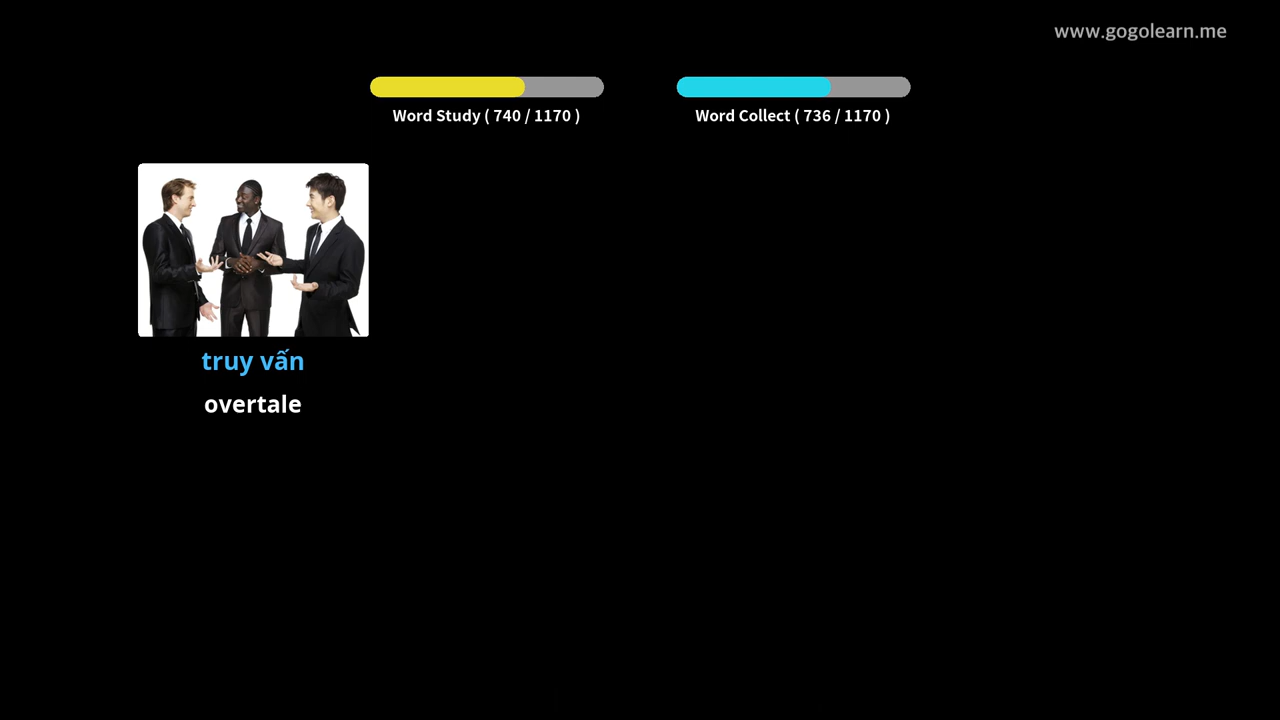 www.gogolearn.me
Word Study ( 740 / 1170 )
Word Collect ( 736 / 1170 )
truy vấn
overtale